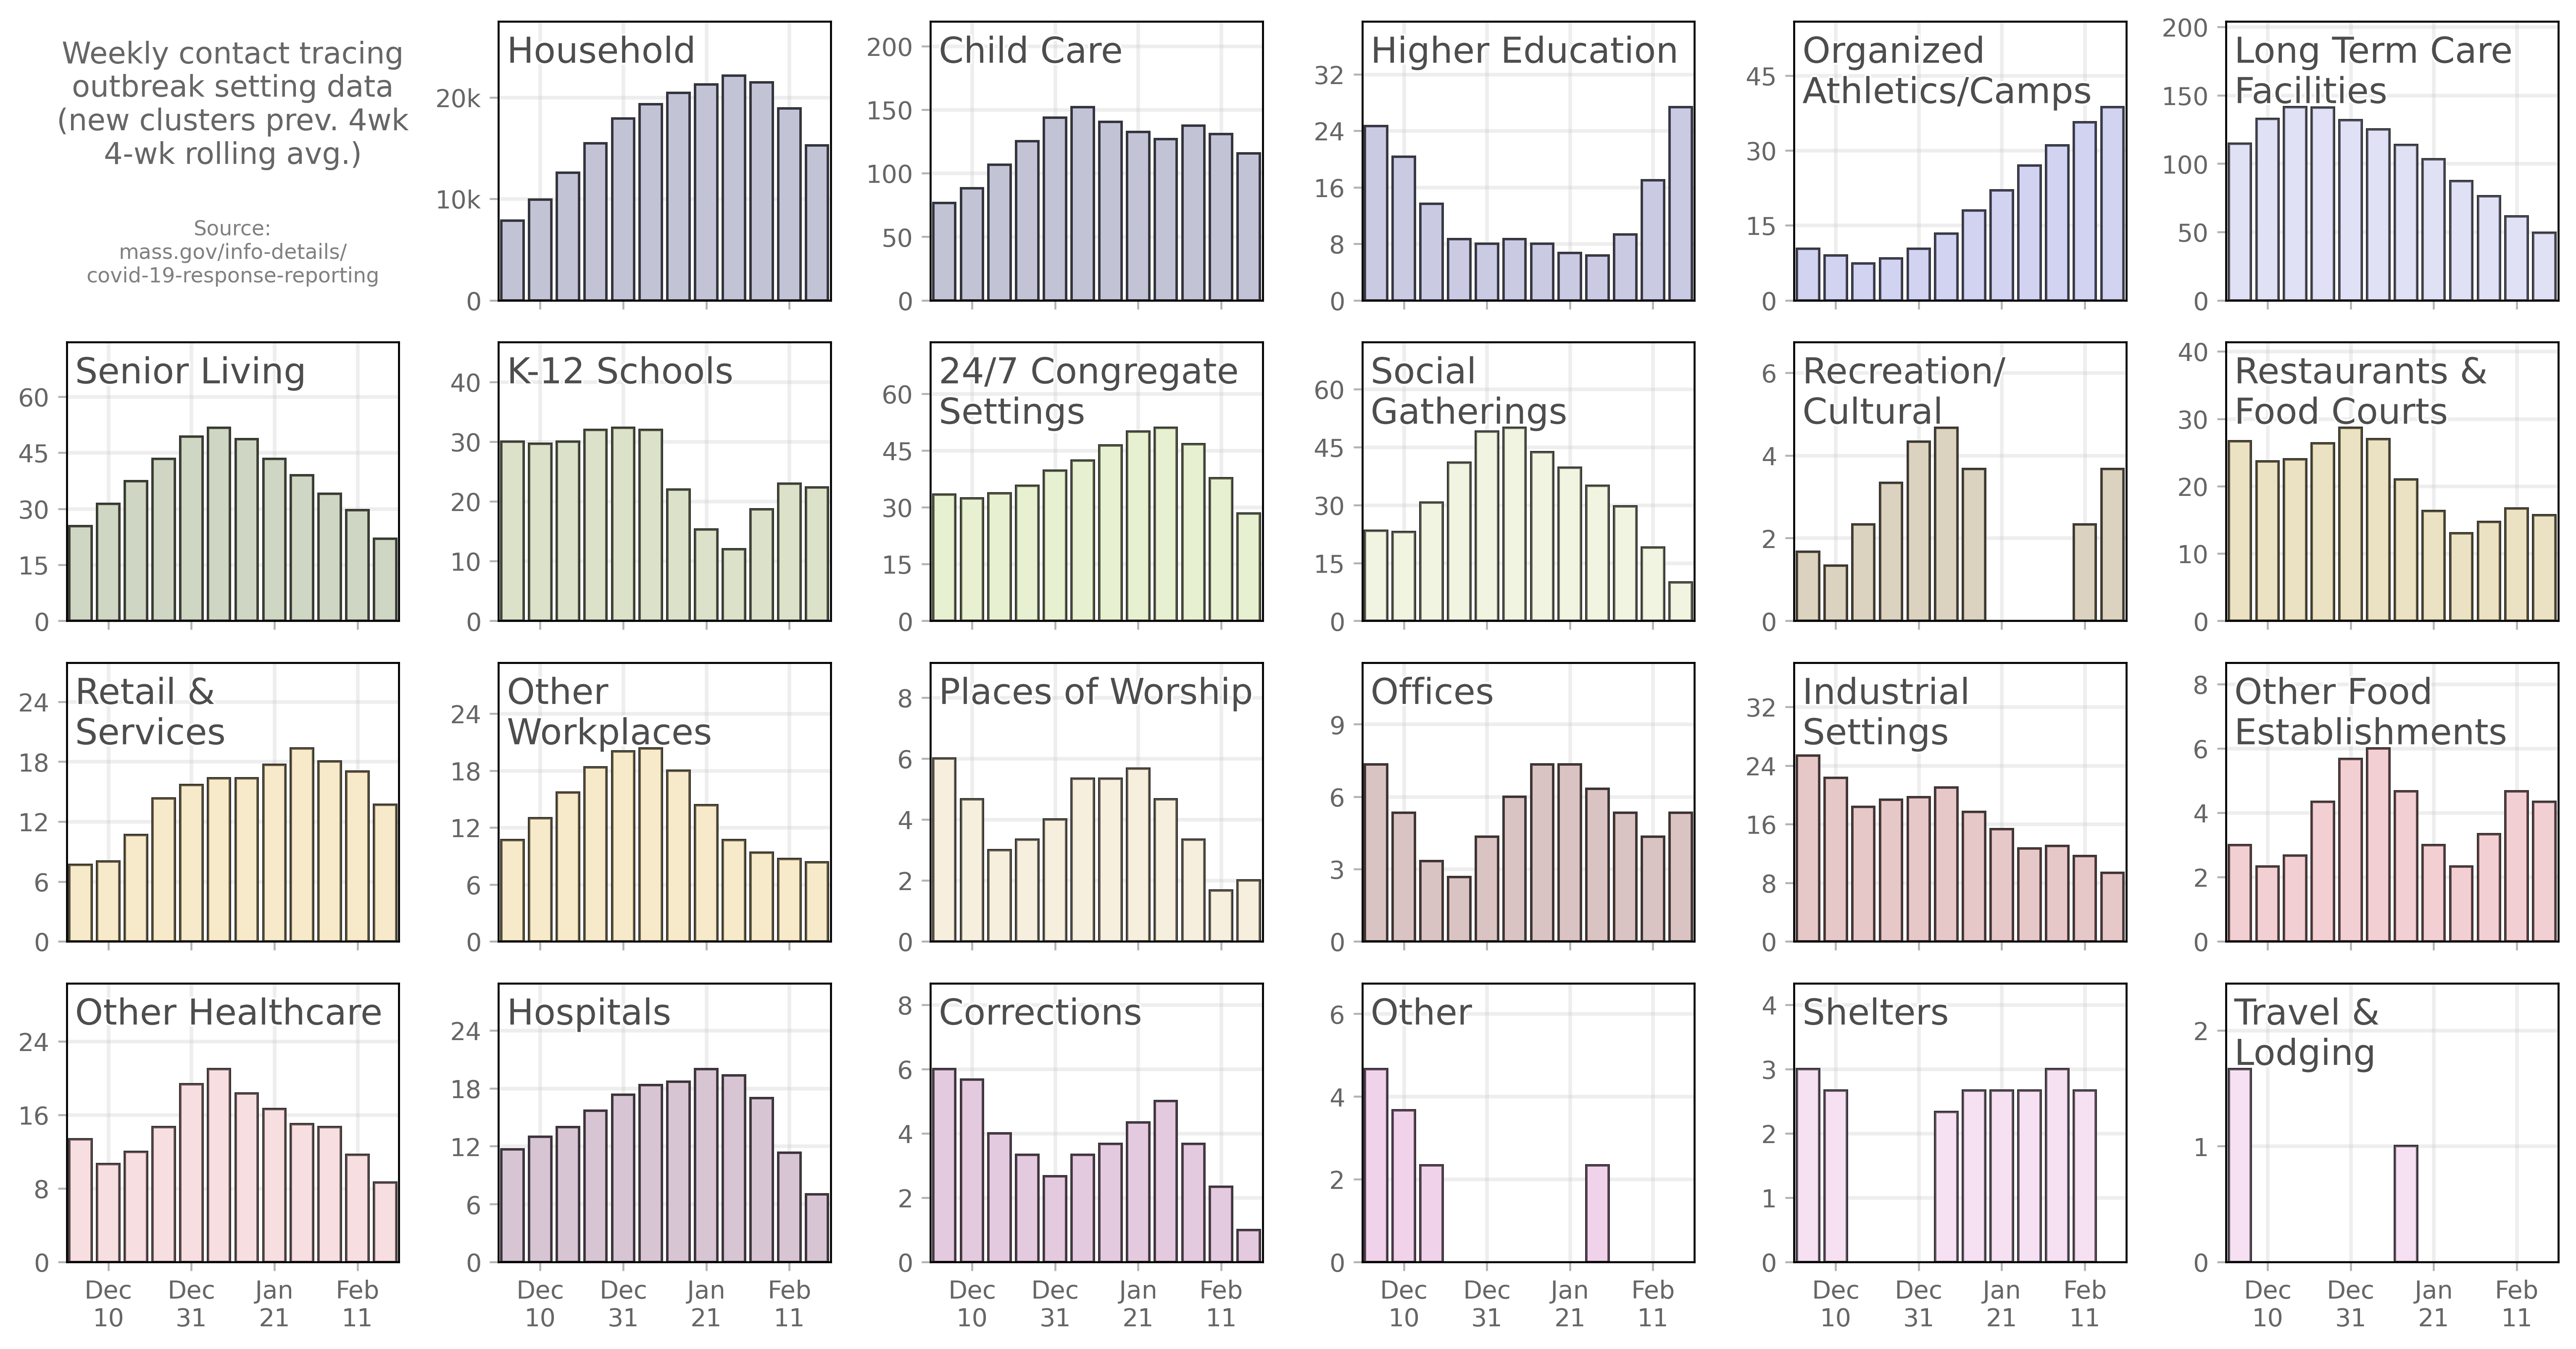 Weekly contact tracing
outbreak setting data
(new clusters prev. 4wk
4-wk rolling avg.)
Source:
mass.gov/info-details/
covid-19-response-reporting
Household
20k
10k
0
Child Care
200
150
100
50
0
Higher Education
32
24
16
8
0
Organized
Athletics/Camps
45
30
15
0
Long Term Care
Facilities
200
150
100
50
0
Senior Living
60
45
30
15
0
K-12 Schools
40
30
20
10
0
24/7 Congregate
Settings
60
45
30
15
0
Social
Gatherings
60
45
30
15
0
Recreation/
Cultural
6
4
2
0
Restaurants &
Food Courts
40
30
20
10
0
Retail &
Services
24
18
12
6
0
Other
Workplaces
24
18
12
6
0
Places of Worship
8
6
4
2
0
Offices
9
6
3
0
Industrial
Settings
32
24
16
8
0
Other Food
Establishments
8
6
4
2
0
Other Healthcare
24
16
8
0
Dec 10
Dec 31
Jan 21
Feb 11
Hospitals
24
18
12
6
0
Dec 10
Dec 31
Jan 21
Feb 11
Corrections
8
6
4
2
0
Dec 10
Dec 31
Jan 21
Feb 11
Other
6
4
2
0
Dec 10
Dec 31
Jan 21
Feb 11
Shelters
4
3
2
1
0
Dec 10
Dec 31
Jan 21
Feb 11
Travel &
Lodging
2
1
0
Dec 10
Dec 31
Jan 21
Feb 11